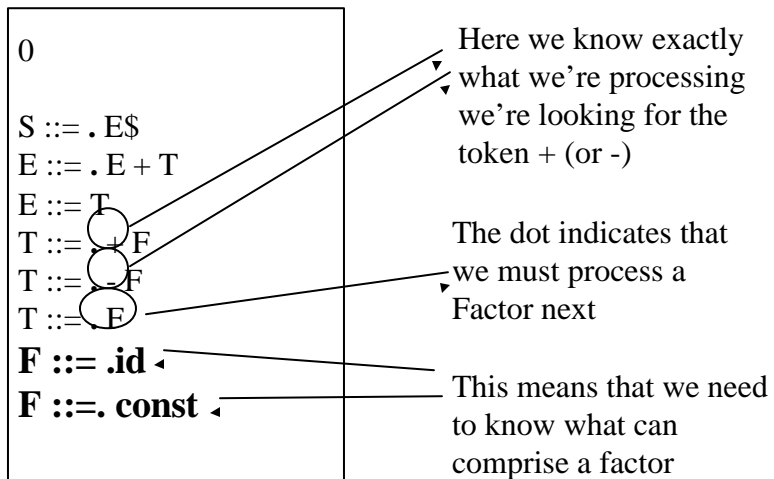 0
S ::= . E$
E ::= . E + T
E ::= T
T ::= . + F
T ::= . - F
T ::= . F
F ::= .id
F ::=. const
Here we know exactly
what we’re processing
we’re looking for the
token + (or -)
The dot indicates that
we must process a
Factor next
This means that we need
to know what can
comprise a factor